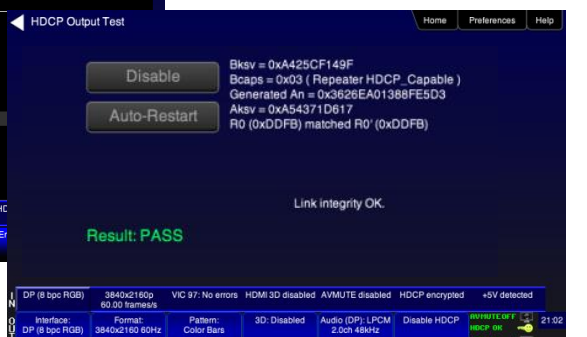 HDCP Output Test
Home
Preferences
Help
Disable
Auto-Restart
Bksv = 0xA425CF149F
Bcaps = 0x03 ( Repeater HDCP_Capable )
Generated An = 0x3626EA01388FE5D3
Aksv = 0xA54371D617
R0 (0xDDFB) matched R0' (0xDDFB)
Link integrity OK.
Result: PASS
IN
DP (8 bpc RGB)
3840x2160p
60.00 frames/s
VIC 97: No errors
HDMI 3D disabled
AVMUTE disabled
HDCP encrypted
+5V detected
OUT
Interface:
DP (8 bpc RGB)
Format:
3840x2160 60Hz
Pattern:
Color Bars
3D: Disabled
Audio (DP): LPCM
2.0ch 48kHz
Disable HDCP
AVMUTE OFF
HDCP OK
21:02